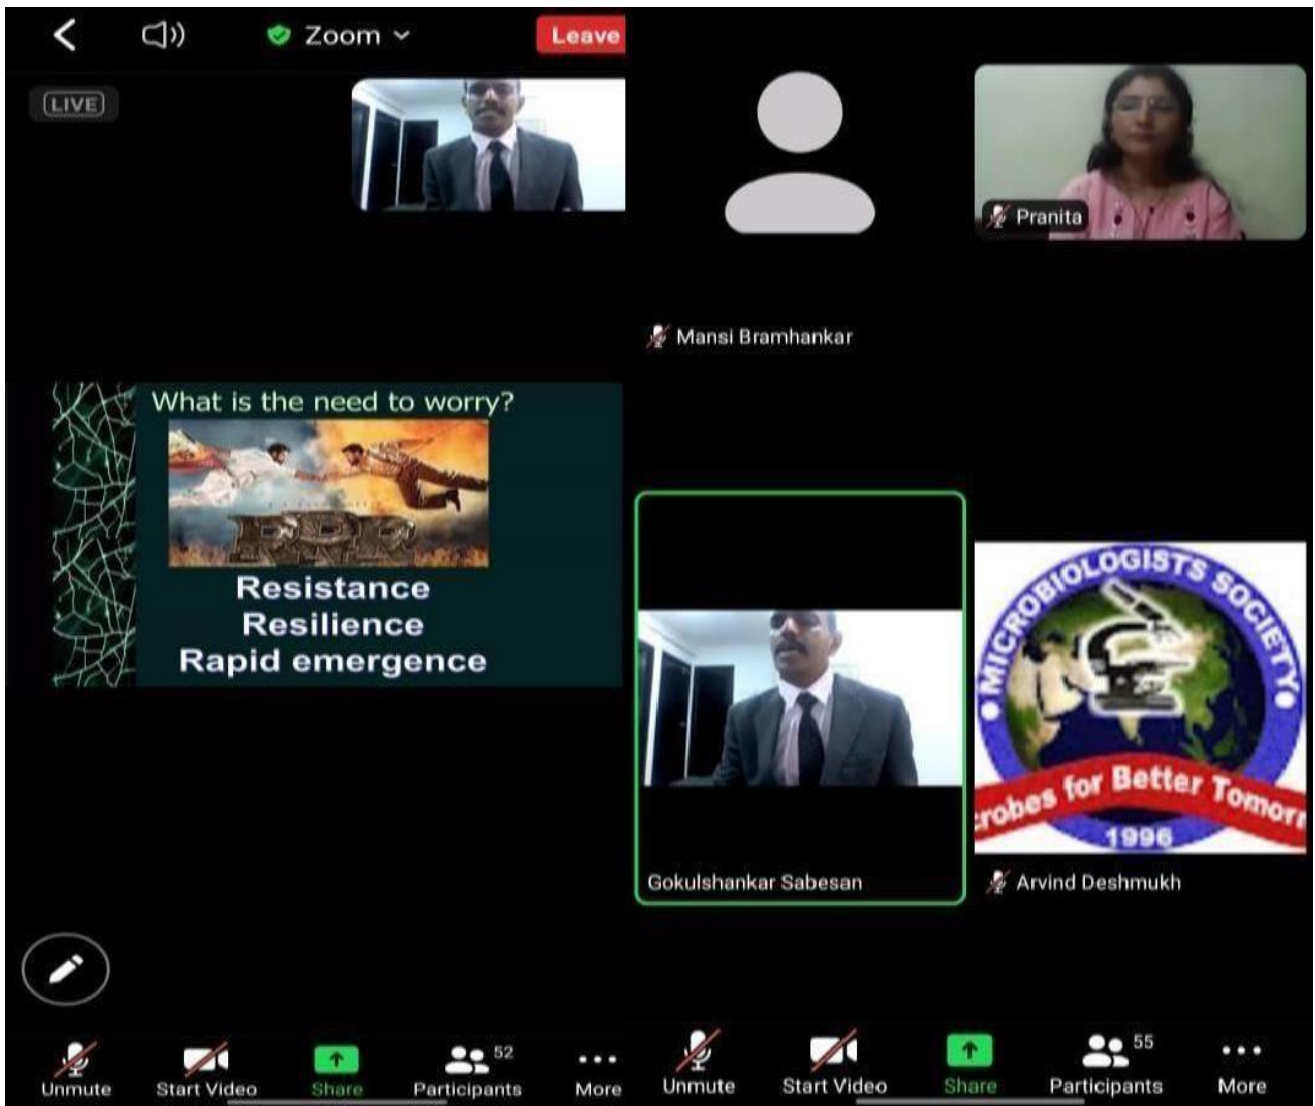 Zoom
Leave
LIVE
What is the need to worry?
RRR
Resistance
Resilience
Rapid emergence
Unmute
Start Video
Share
52
Participants
More
Pranita
Mansi Bramhankar
Gokulshankar Sabesan
MICROBIOLOGISTS SOCIETY
crobes for Better Tomorr
1996
Arvind Deshmukh
Unmute
Start Video
Share
55
Participants
More